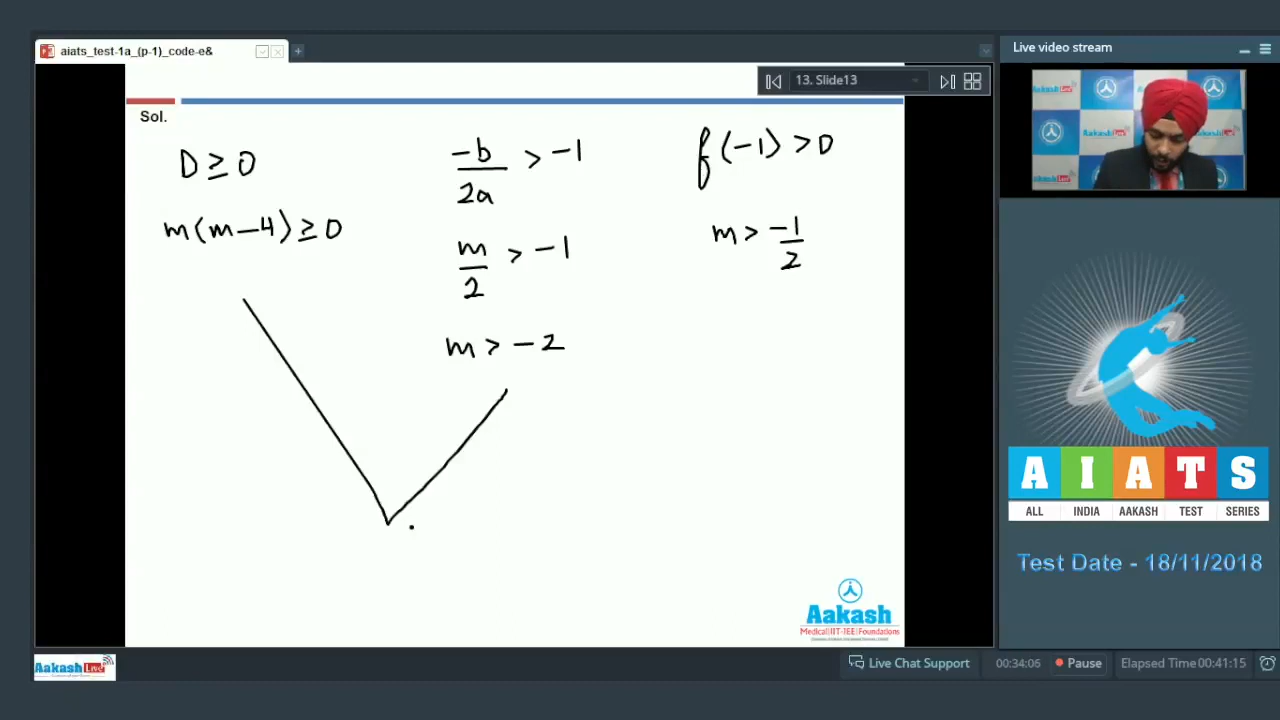 aiats_test-1a_(p-1)_code-e&
Live video stream
13. Slide13
Sol.
D ≥ 0
m(m-4) ≥ 0
-b/2a > -1
m/2 > -1
m > -2
f(-1) > 0
m > -1/2
AIATS
ALL INDIA AAKASH TEST SERIES
Test Date - 18/11/2018
Aakash
Medical|IIT-JEE|Foundations
Aakash Live
Live Chat Support
00:34:06
Pause
Elapsed Time 00:41:15